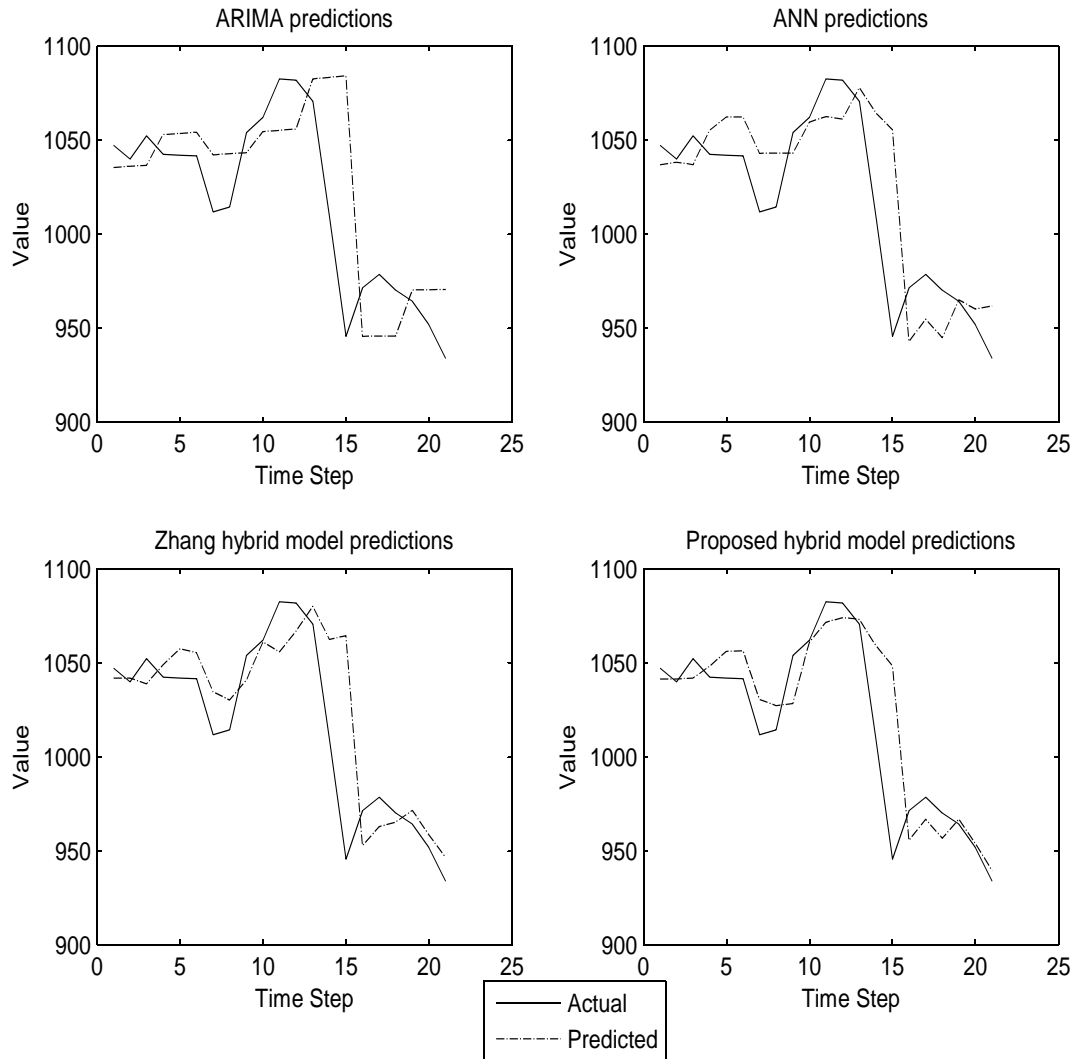 ARIMA predictions
1100
1050
1000
950
900
Value
0 5 10 15 20 25
Time Step
ANN predictions
1100
1050
1000
950
900
Value
0 5 10 15 20 25
Time Step
Zhang hybrid model predictions
1100
1050
1000
950
900
Value
0 5 10 15 20 25
Time Step
Proposed hybrid model predictions
1100
1050
1000
950
900
Value
0 5 10 15 20 25
Time Step
Actual
Predicted